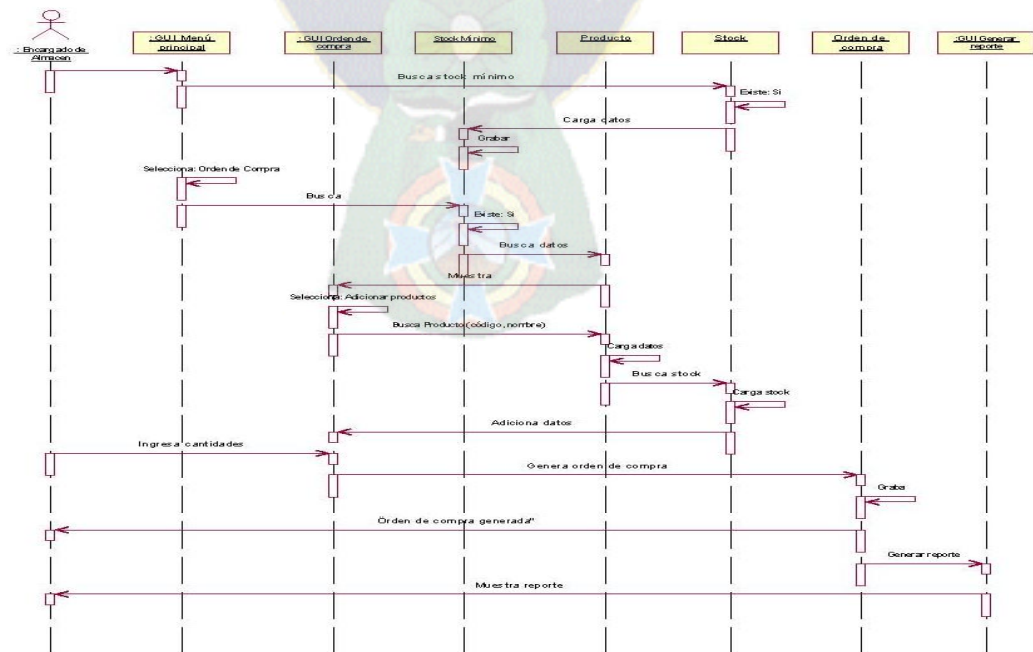 : Encargado de
Almacen
: GUI Menú
principal
: GUI Orden de
compra
Stock Mínimo
Producto
Stock
Orden de
compra
:GUI Generar
reporte
Busca stock mínimo
Existe: Si
Carga datos
Grabar
Selecciona: Orden de Compra
Busca
Existe: Si
Busca datos
Muestra
Selecciona: Adicionar productos
Busca Producto(código, nombre)
Carga datos
Busca stock
Carga stock
Adiciona datos
Ingresa cantidades
Genera orden de compra
Graba
Örden de compra generada"
Generar reporte
Muestra reporte